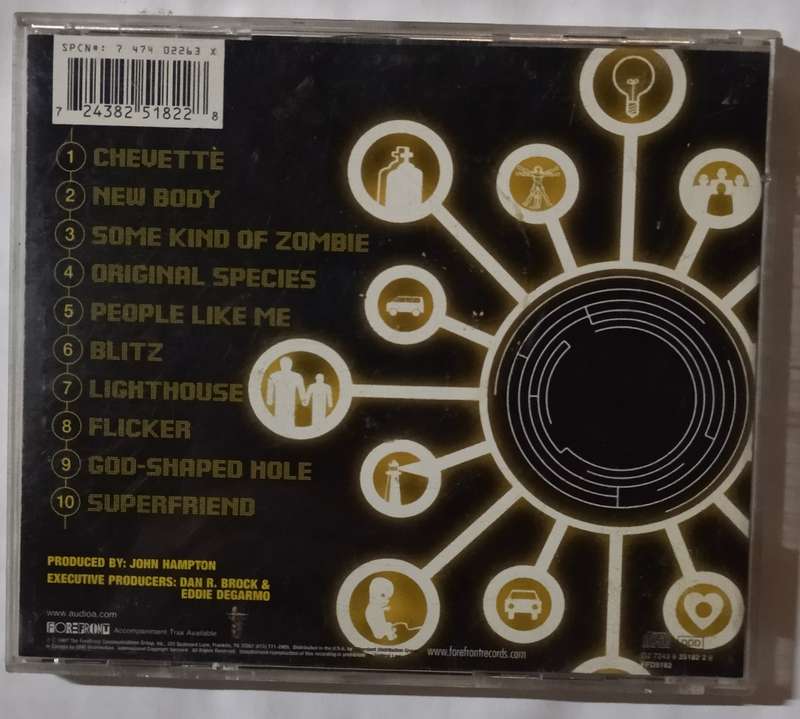 SPCN#: 7 474 02263 X
7 24382 51822 8
1 CHEVETTÈ
2 NEW BODY
3 SOME KIND OF ZOMBIE
4 ORIGINAL SPECIES
5 PEOPLE LIKE ME
6 BLITZ
7 LIGHTHOUSE
8 FLICKER
9 GOD-SHAPED HOLE
10 SUPERFRIEND
PRODUCED BY: JOHN HAMPTON
EXECUTIVE PRODUCERS: DAN R. BROCK &
EDDIE DEGARMO
www.audioa.com
FOREFRONT Accompaniment Trax Available
www.forefrontrecords.com